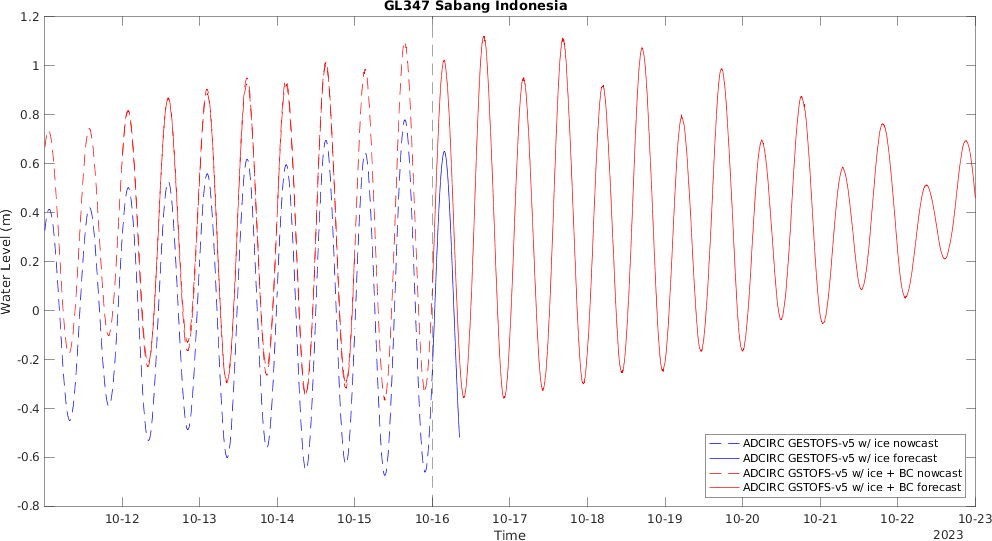 GL347 Sabang Indonesia
1.2
1
0.8
0.6
0.4
0.2
0
-0.2
-0.4
-0.6
-0.8
Water Level (m)
ADCIRC GESTOFS-v5 w/ ice nowcast
ADCIRC GESTOFS-v5 w/ ice forecast
ADCIRC GSTOFS-v5 w/ ice + BC nowcast
ADCIRC GSTOFS-v5 w/ ice + BC forecast
10-12 10-13 10-14 10-15 10-16 10-17 10-18 10-19 10-20 10-21 10-22 10-23
Time
2023